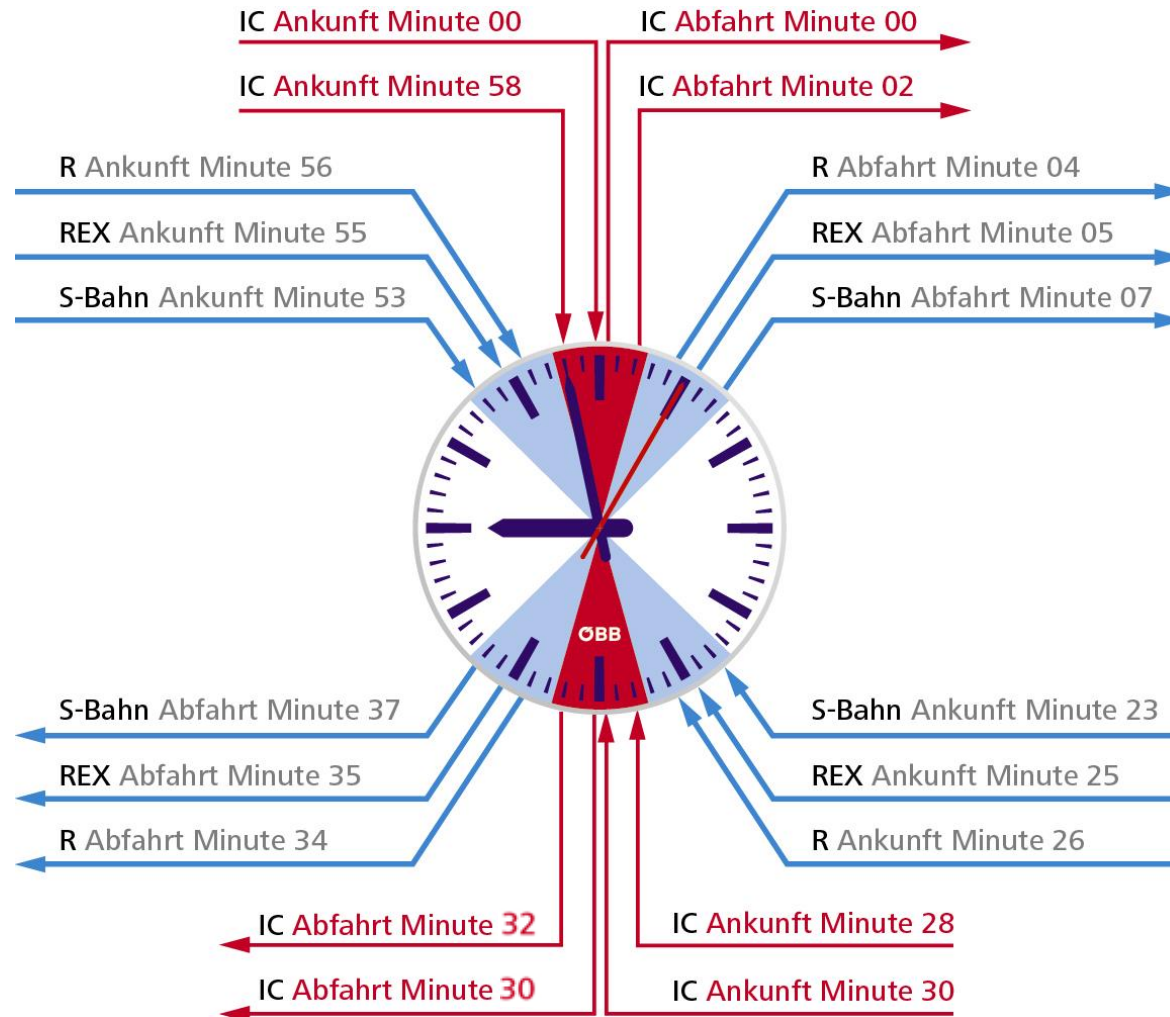 IC Ankunft Minute 00
IC Abfahrt Minute 00
IC Ankunft Minute 58
IC Abfahrt Minute 02
R Ankunft Minute 56
R Abfahrt Minute 04
REX Ankunft Minute 55
REX Abfahrt Minute 05
S-Bahn Ankunft Minute 53
S-Bahn Abfahrt Minute 07
ÖBB
S-Bahn Abfahrt Minute 37
S-Bahn Ankunft Minute 23
REX Abfahrt Minute 35
REX Ankunft Minute 25
R Abfahrt Minute 34
R Ankunft Minute 26
IC Abfahrt Minute 32
IC Ankunft Minute 28
IC Abfahrt Minute 30
IC Ankunft Minute 30